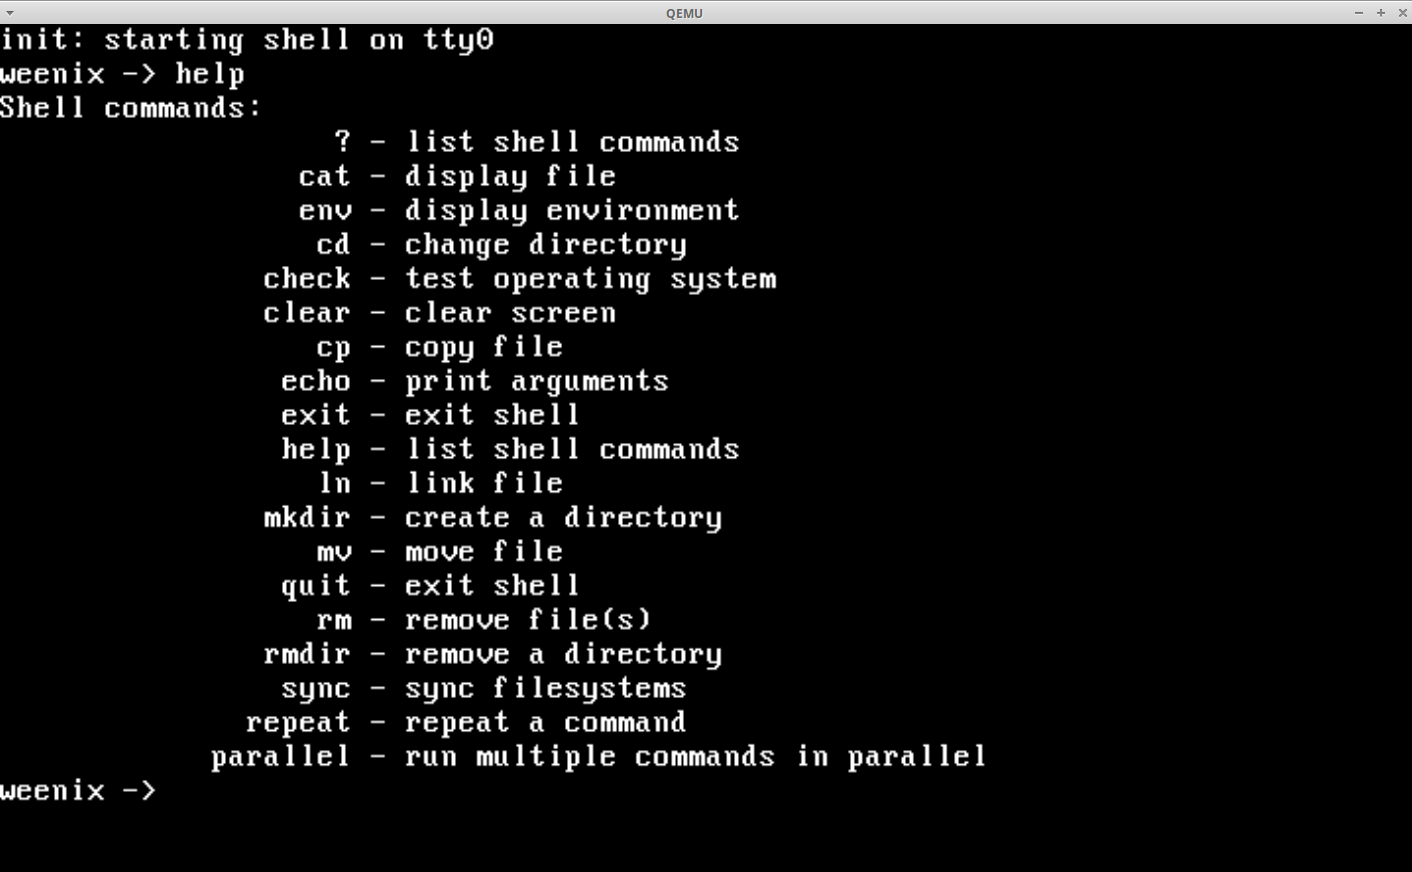 QEMU
init: starting shell on tty0
weenix -> help
Shell commands:
? - list shell commands
cat - display file
env - display environment
cd - change directory
check - test operating system
clear - clear screen
cp - copy file
echo - print arguments
exit - exit shell
help - list shell commands
ln - link file
mkdir - create a directory
mv - move file
quit - exit shell
rm - remove file(s)
rmdir - remove a directory
sync - sync filesystems
repeat - repeat a command
parallel - run multiple commands in parallel
weenix ->